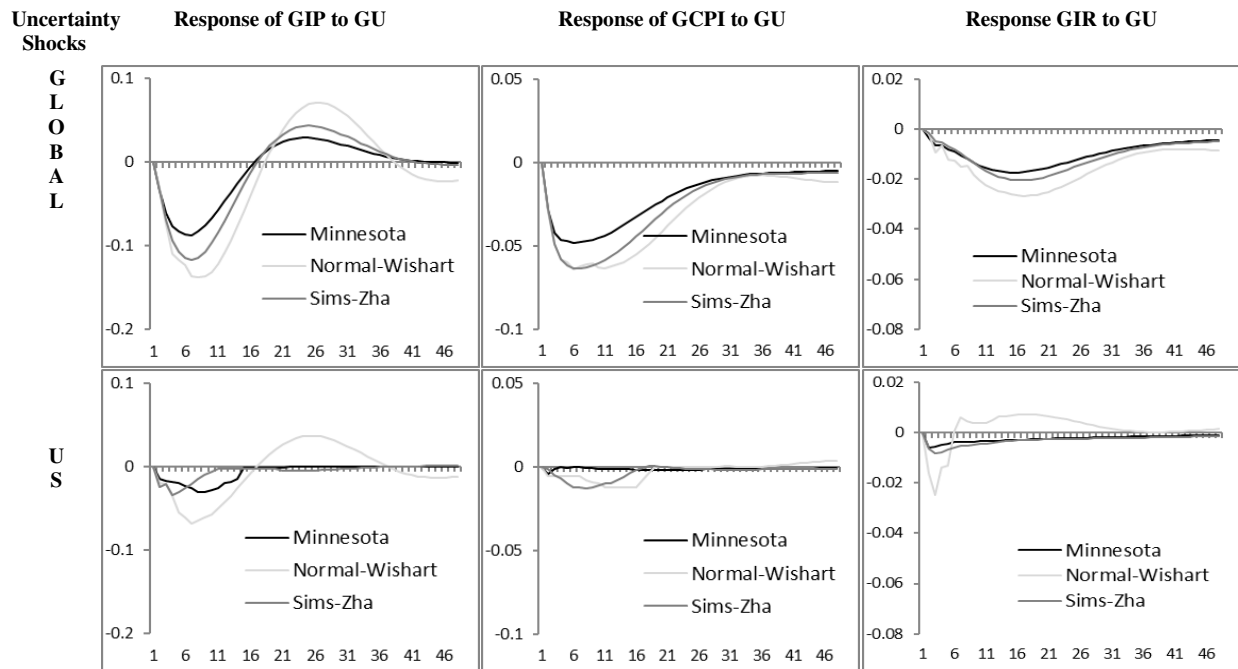 Uncertainty
Shocks
Response of GIP to GU
Response of GCPI to GU
Response GIR to GU
G
L
O
B
A
L
0.1
0
-0.1
-0.2
1 6 11 16 21 26 31 36 41 46
Minnesota
Normal-Wishart
Sims-Zha
0.05
0
-0.05
-0.1
1 6 11 16 21 26 31 36 41 46
Minnesota
Normal-Wishart
Sims-Zha
0.02
0
-0.02
-0.04
-0.06
-0.08
1 6 11 16 21 26 31 36 41 46
Minnesota
Normal-Wishart
Sims-Zha
U
S
0.1
0
-0.1
-0.2
1 6 11 16 21 26 31 36 41 46
Minnesota
Normal-Wishart
Sims-Zha
0.05
0
-0.05
-0.1
1 6 11 16 21 26 31 36 41 46
Minnesota
Normal-Wishart
Sims-Zha
0.02
0
-0.02
-0.04
-0.06
-0.08
1 6 11 16 21 26 31 36 41 46
Minnesota
Normal-Wishart
Sims-Zha